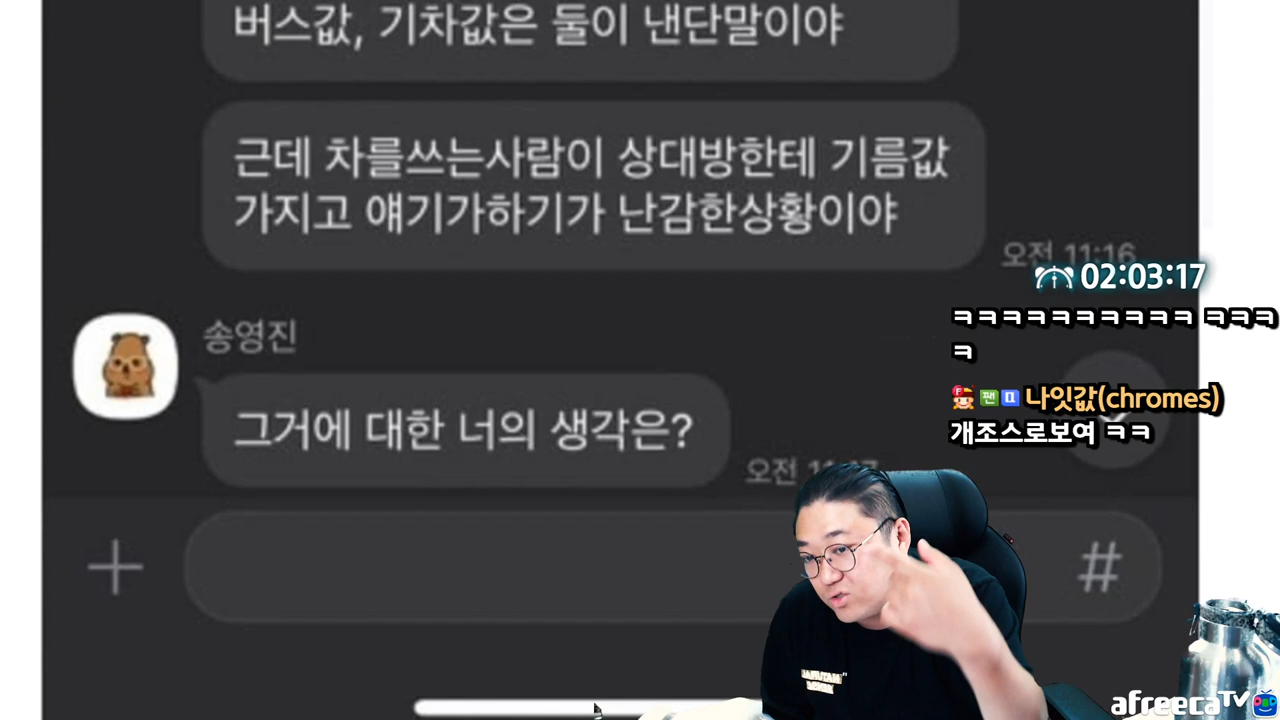 버스값, 기차값은 둘이 낸단말이야
근데 차를쓰는사람이 상대방한테 기름값
가지고 얘기가하기가 난감한상황이야
오전 11:16
02:03:17
ㅋㅋㅋㅋㅋㅋㅋㅋㅋㅋ ㅋㅋㅋ
ㅋ
송영진
그거에 대한 너의 생각은?
오전
팬
나잇값(chromes)
개조스로보여 ㅋㅋ
#
afreecaTV